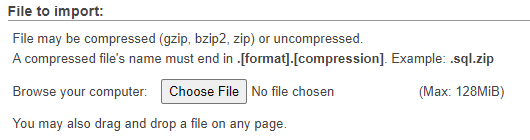 File to import:
File may be compressed (gzip, bzip2, zip) or uncompressed.
A compressed file's name must end in .[format].[compression]. Example: .sql.zip
Browse your computer: Choose File No file chosen (Max: 128MiB)
You may also drag and drop a file on any page.